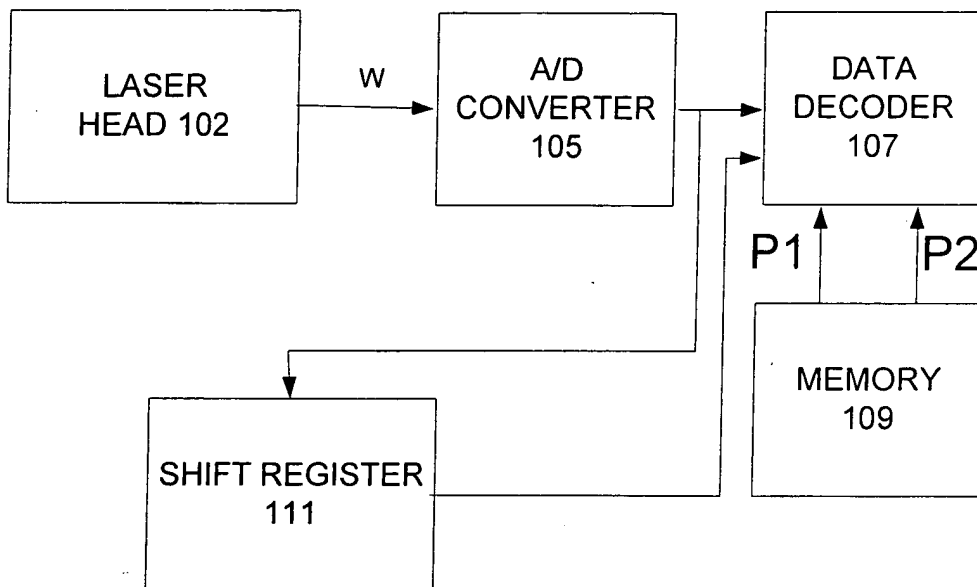 LASER
HEAD 102
W
A/D
CONVERTER
105
DATA
DECODER
107
P1
P2
MEMORY
109
SHIFT REGISTER
111